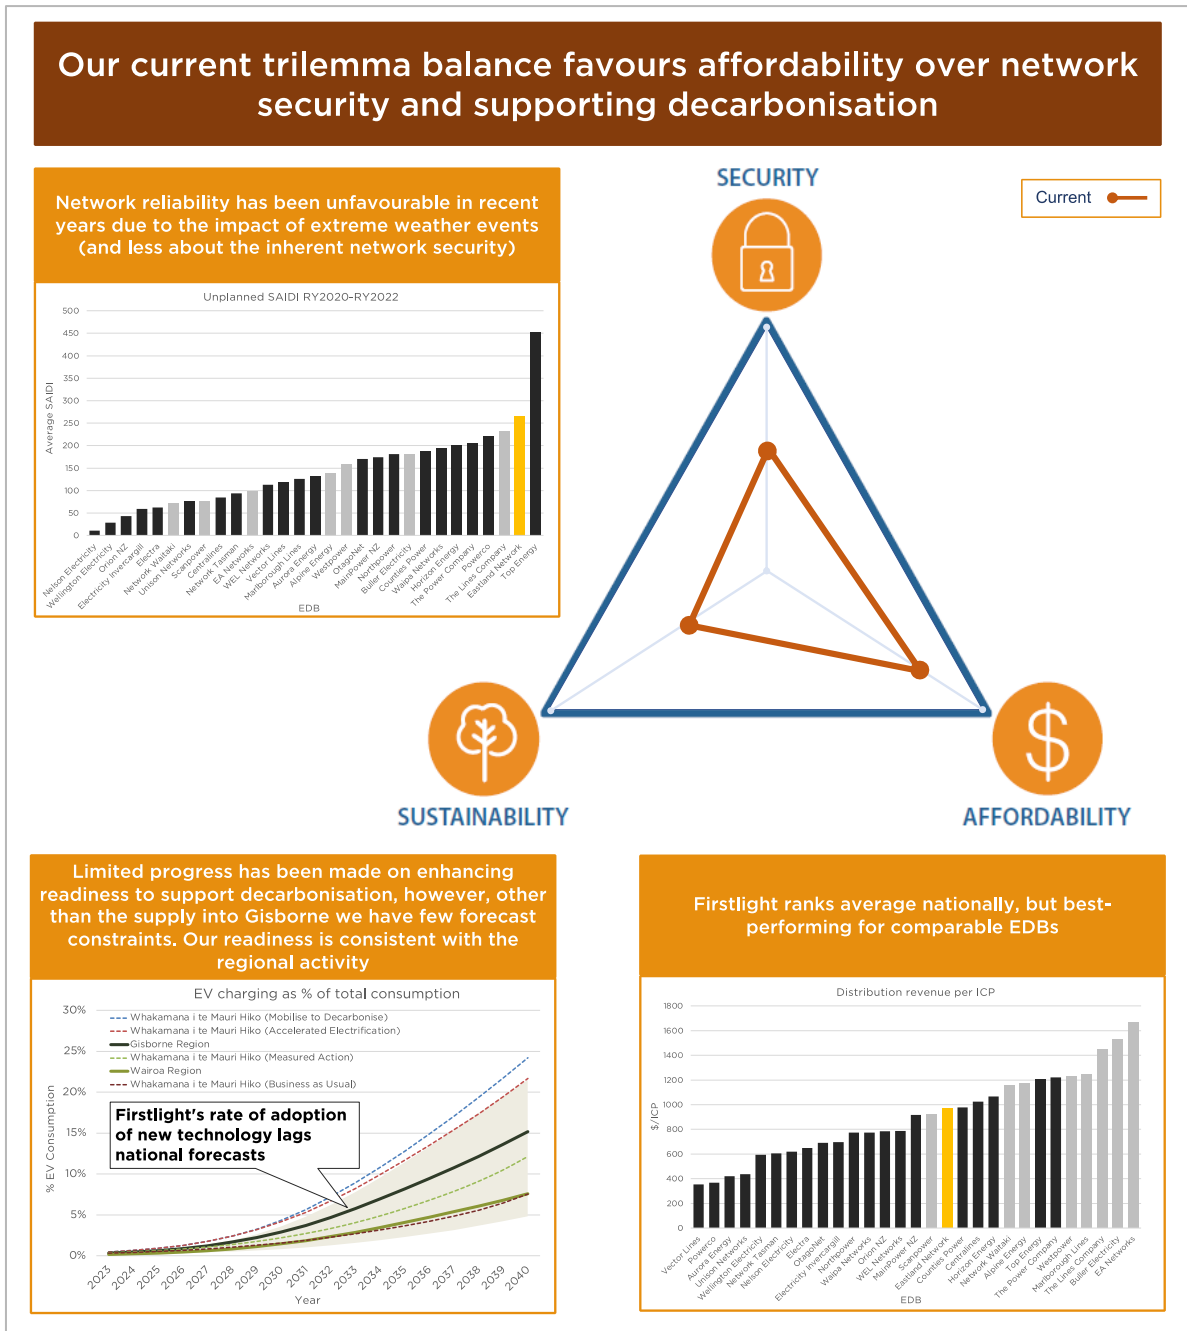 Our current trilemma balance favours affordability over network
security and supporting decarbonisation
Network reliability has been unfavourable in recent
years due to the impact of extreme weather events
(and less about the inherent network security)
Unplanned SAIDI RY2020-RY2022
500
450
400
350
300
250
200
150
100
50
0
Average SAIDI
Nelson Electricity
Wellington Electricity
Orion NZ
Electricity Invercargill
Electra
Network Waitaki
Unison Networks
Scanpower
Centralines
Network Tasman
EA Networks
WEL Networks
Vector Lines
Marlborough Lines
Aurora Energy
Alpine Energy
Westpower
OtagoNet
MainPower NZ
Northpower
Buller Electricity
Counties Power
Waipa Networks
Horizon Energy
The Power Company
Powerco
The Lines Company
Eastland Network
Top Energy
EDB
SECURITY
Current
SUSTAINABILITY
AFFORDABILITY
Limited progress has been made on enhancing
readiness to support decarbonisation, however, other
than the supply into Gisborne we have few forecast
constraints. Our readiness is consistent with the
regional activity
EV charging as % of total consumption
30%
25%
20%
15%
10%
5%
0%
% EV Consumption
Whakamana i te Mauri Hiko (Mobilise to Decarbonise)
Whakamana i te Mauri Hiko (Accelerated Electrification)
Gisborne Region
Whakamana i te Mauri Hiko (Measured Action)
Wairoa Region
Whakamana i te Mauri Hiko (Business as Usual)
Firstlight's rate of adoption
of new technology lags
national forecasts
2023
2024
2025
2026
2027
2028
2029
2030
2031
2032
2033
2034
2035
2036
2037
2038
2039
2040
Year
Firstlight ranks average nationally, but best-
performing for comparable EDBs
Distribution revenue per ICP
1800
1600
1400
1200
1000
800
600
400
200
0
$/ICP
Vector Lines
Powerco
Aurora Energy
Unison Networks
Wellington Electricity
Network Tasman
Nelson Electricity
Electra
OtagoNet
Electricity Invercargill
Northpower
Waipa Networks
Orion NZ
WEL Networks
MainPower NZ
Scanpower
Eastland Network
Counties Power
Centralines
Horizon Energy
Network Waitaki
Alpine Energy
Top Energy
The Power Company
Westpower
Marlborough Lines
The Lines Company
Buller Electricity
EA Networks
EDB